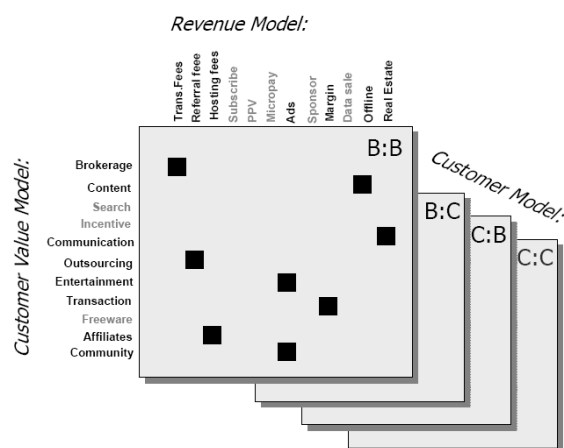 Revenue Model:
Trans.Fees
Referral feee
Hosting fees
Subscribe
PPV
Micropay
Ads
Sponsor
Margin
Data sale
Offline
Real Estate
Customer Value Model:
Brokerage
Content
Search
Incentive
Communication
Outsourcing
Entertainment
Transaction
Freeware
Affiliates
Community
B:B
Customer Model:
B:C
C:B
C:C